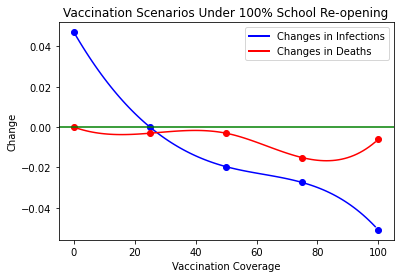 Vaccination Scenarios Under 100% School Re-opening
Changes in Infections
Changes in Deaths
0.04
0.02
0.00
−0.02
−0.04
Change
0
20
40
60
80
100
Vaccination Coverage